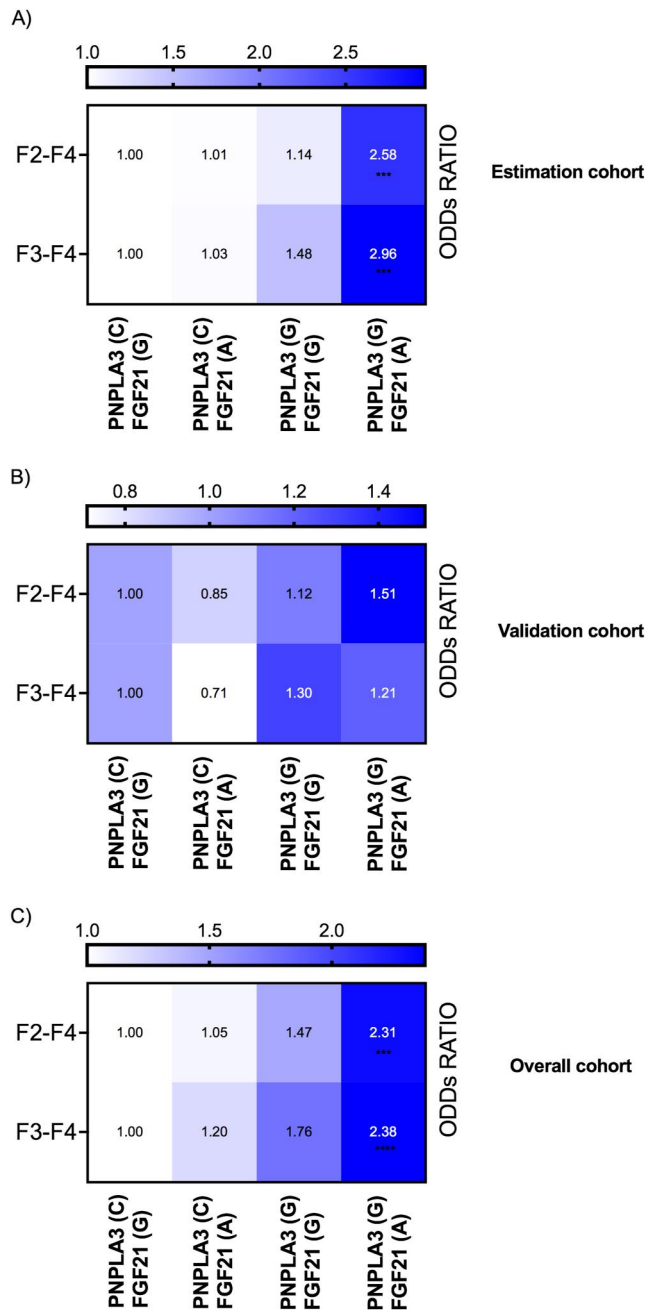 A)
1.0 1.5 2.0 2.5
F2-F4 1.00 1.01 1.14 2.58
***
F3-F4 1.00 1.03 1.48 2.96
***
ODDs RATIO
Estimation cohort
PNPLA3 (C)
FGF21 (G)
PNPLA3 (C)
FGF21 (A)
PNPLA3 (G)
FGF21 (G)
PNPLA3 (G)
FGF21 (A)
B)
0.8 1.0 1.2 1.4
F2-F4 1.00 0.85 1.12 1.51
F3-F4 1.00 0.71 1.30 1.21
ODDs RATIO
Validation cohort
PNPLA3 (C)
FGF21 (G)
PNPLA3 (C)
FGF21 (A)
PNPLA3 (G)
FGF21 (G)
PNPLA3 (G)
FGF21 (A)
C)
1.0 1.5 2.0
F2-F4 1.00 1.05 1.47 2.31
***
F3-F4 1.00 1.20 1.76 2.38
****
ODDs RATIO
Overall cohort
PNPLA3 (C)
FGF21 (G)
PNPLA3 (C)
FGF21 (A)
PNPLA3 (G)
FGF21 (G)
PNPLA3 (G)
FGF21 (A)